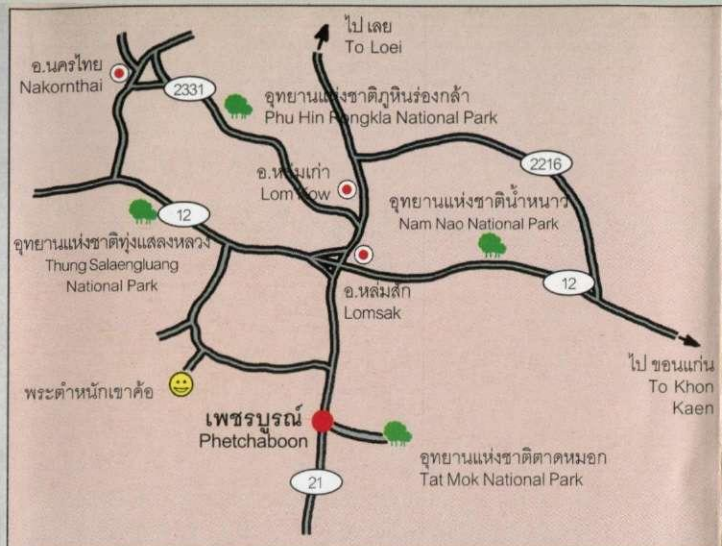 ไป เลย
To Loei
อ.นครไทย
Nakornthai
2331
อุทยานแห่งชาติภูหินร่องกล้า
Phu Hin Rongkla National Park
อ.หล่มเก่า
Lom Kow
2216
อุทยานแห่งชาติน้ำหนาว
Nam Nao National Park
12
อุทยานแห่งชาติทุ่งแสลงหลวง
Thung Salaengluang
National Park
อ.หล่มสัก
Lomsak
12
ไป ขอนแก่น
To Khon
Kaen
พระตำหนักเขาค้อ
เพชรบูรณ์
Phetchaboon
อุทยานแห่งชาติตาดหมอก
Tat Mok National Park
21